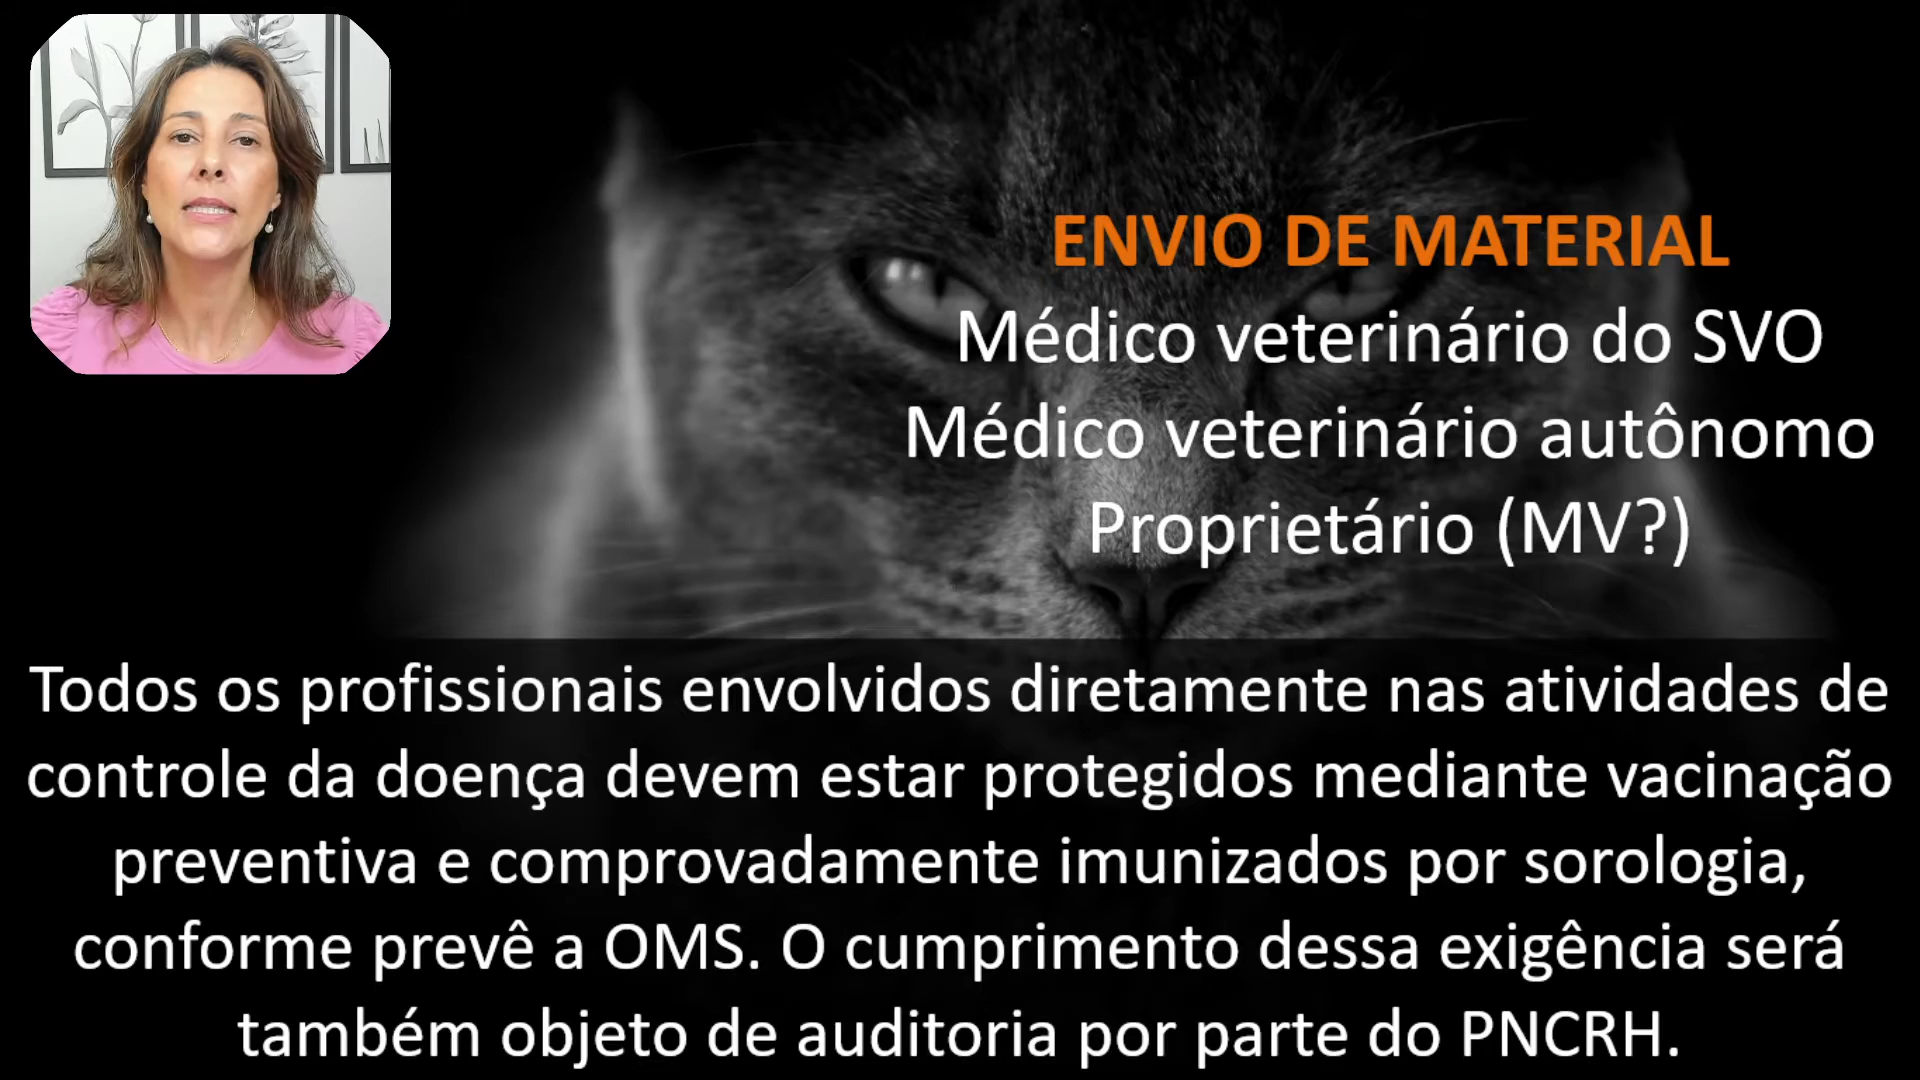 ENVIO DE MATERIAL
Médico veterinário do SVO
Médico veterinário autônomo
Proprietário (MV?)
Todos os profissionais envolvidos diretamente nas atividades de
controle da doença devem estar protegidos mediante vacinação
preventiva e comprovadamente imunizados por sorologia,
conforme prevê a OMS. O cumprimento dessa exigência será
também objeto de auditoria por parte do PNCRH.